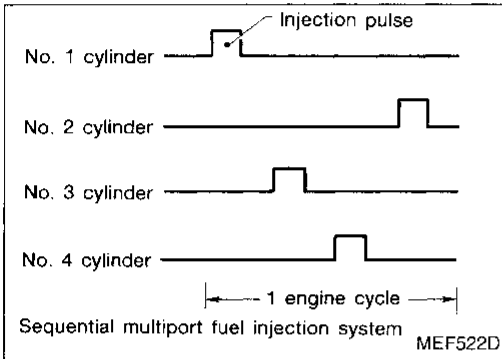 Injection pulse
No. 1 cylinder
No. 2 cylinder
No. 3 cylinder
No. 4 cylinder
1 engine cycle
Sequential multiport fuel injection system
MEF522D